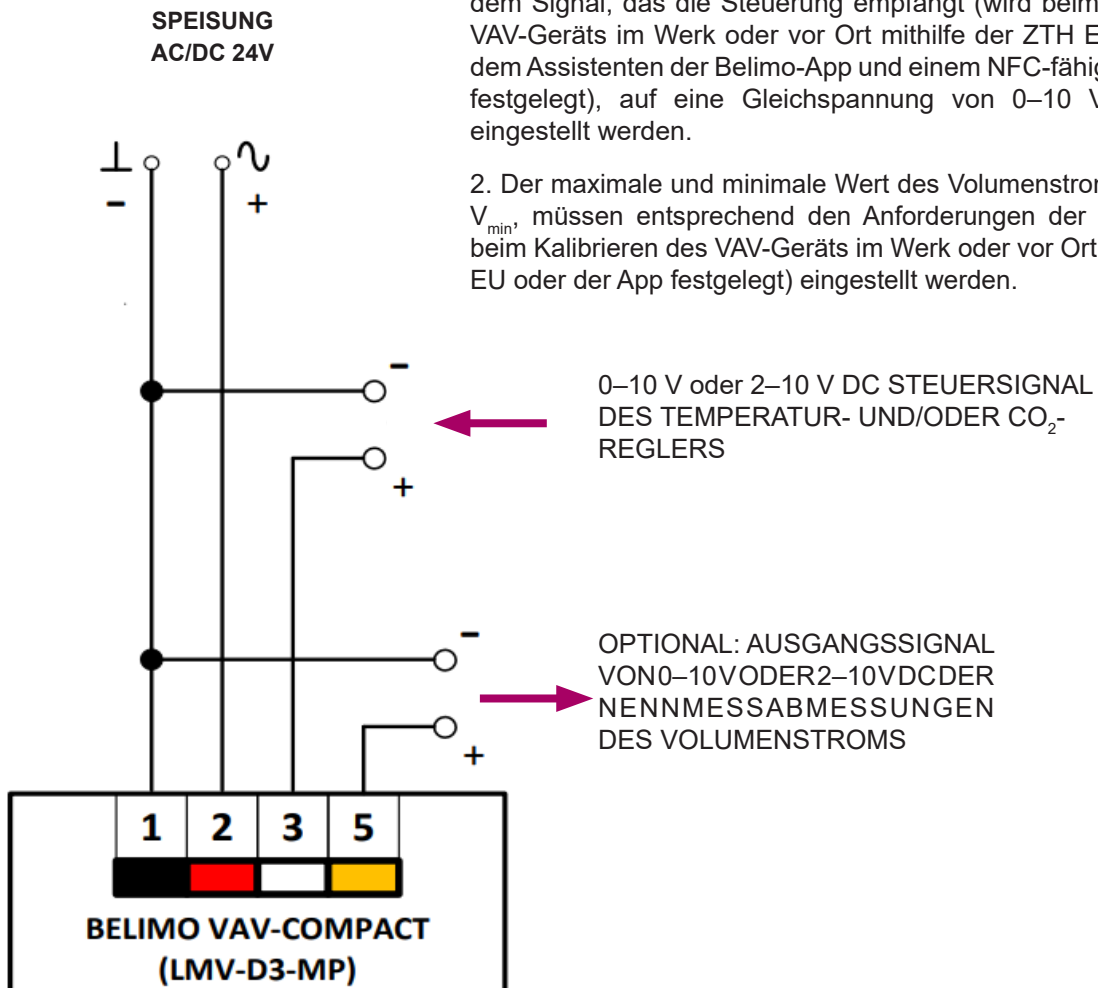 SPEISUNG
AC/DC 24V
dem Signal, das die Steuerung empfängt (wird beim
VAV-Geräts im Werk oder vor Ort mithilfe der ZTH E
dem Assistenten der Belimo-App und einem NFC-fähig
festgelegt), auf eine Gleichspannung von 0–10 V
eingestellt werden.
2. Der maximale und minimale Wert des Volumenstrom
Vmin, müssen entsprechend den Anforderungen der
beim Kalibrieren des VAV-Geräts im Werk oder vor Ort
EU oder der App festgelegt) eingestellt werden.
- +
-
0–10 V oder 2–10 V DC STEUERSIGNAL
DES TEMPERATUR- UND/ODER CO2-
REGLERS
+
-
OPTIONAL: AUSGANGSSIGNAL
VON0–10VODER2–10VDCDER
NENNMESSABMESSUNGEN
DES VOLUMENSTROMS
+
1 2 3 5
BELIMO VAV-COMPACT
(LMV-D3-MP)